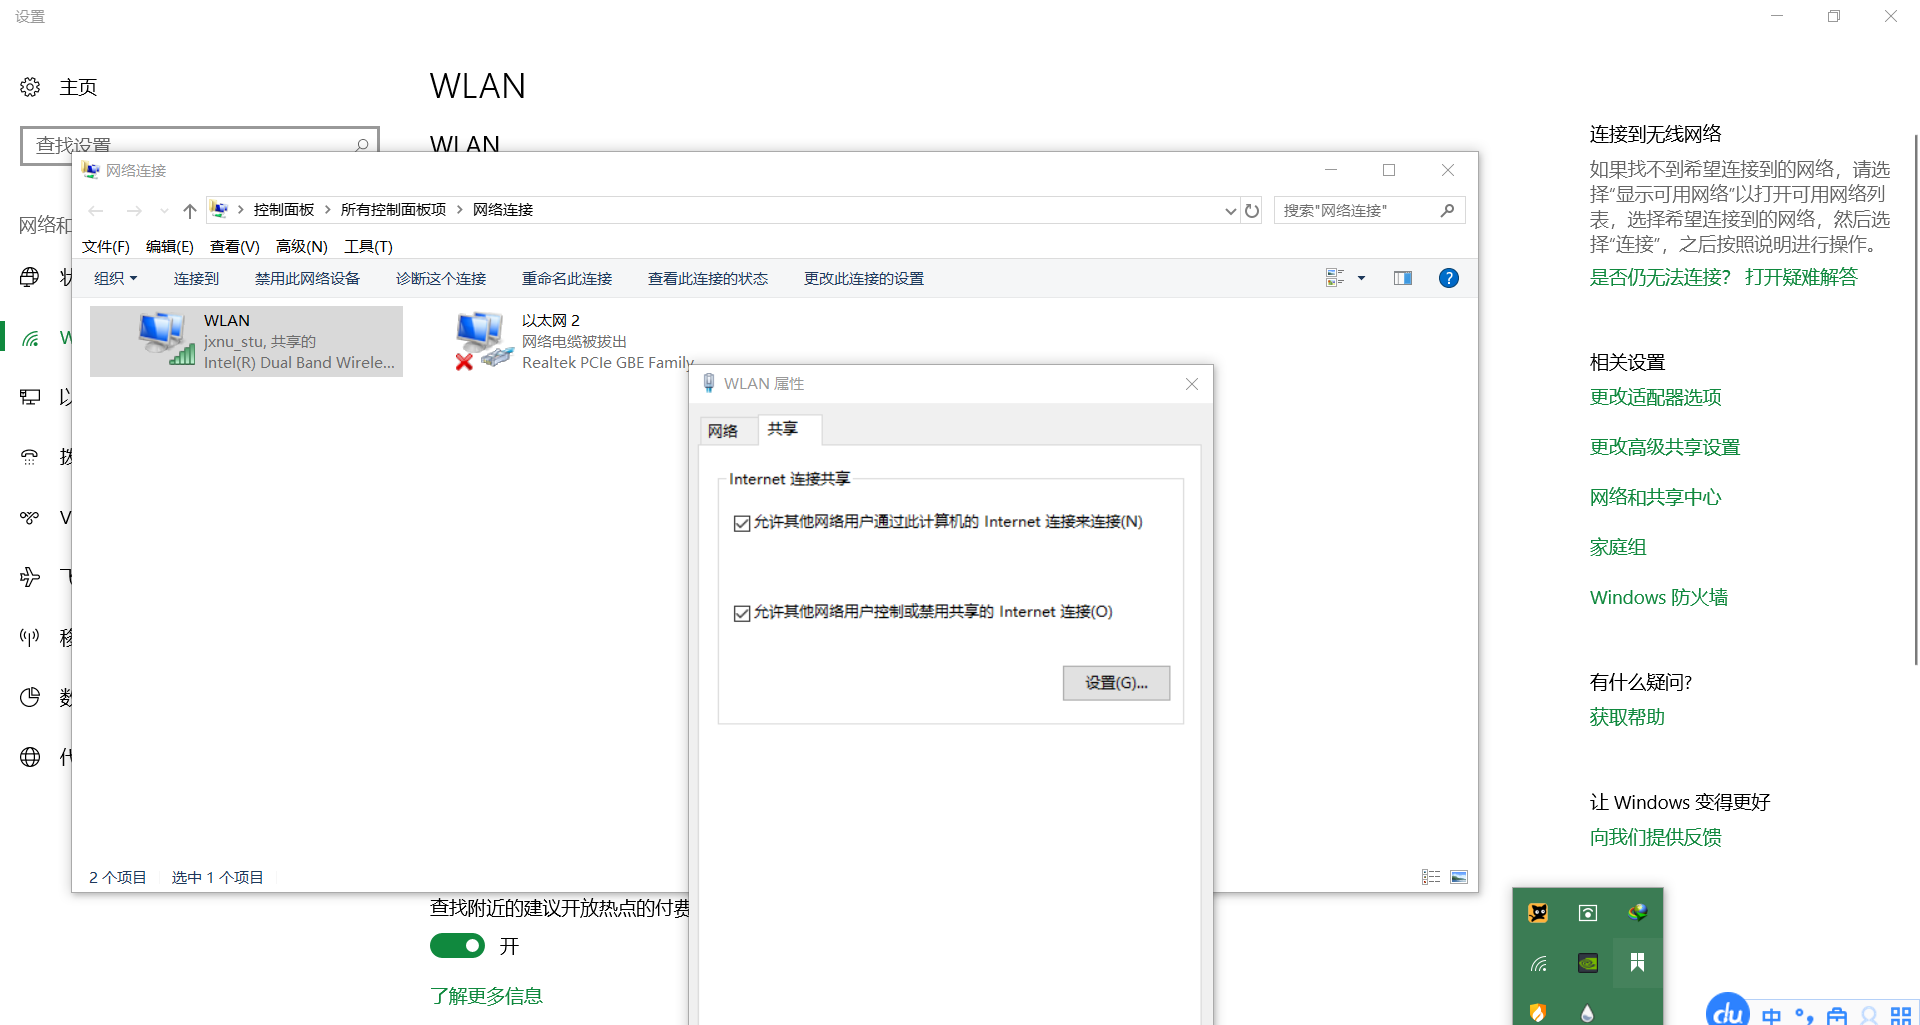 设置
主页
查找设置
网络和
状
W
以
拨
V
飞
移
数
代
WLAN
WLAN
网络连接
控制面板 所有控制面板项 网络连接
搜索"网络连接"
文件(F) 编辑(E) 查看(V) 高级(N) 工具(T)
组织 连接到 禁用此网络设备 诊断这个连接 重命名此连接 查看此连接的状态 更改此连接的设置
WLAN
jxnu_stu, 共享的
Intel(R) Dual Band Wirele...
以太网 2
网络电缆被拔出
Realtek PCIe GBE Family
2 个项目 选中 1 个项目
WLAN 属性
网络 共享
Internet 连接共享
允许其他网络用户通过此计算机的 Internet 连接来连接(N)
允许其他网络用户控制或禁用共享的 Internet 连接(O)
设置(G)...
查找附近的建议开放热点的付费
开
了解更多信息
连接到无线网络
如果找不到希望连接到的网络，请选
择“显示可用网络”以打开可用网络列
表，选择希望连接到的网络，然后选
择“连接”，之后按照说明进行操作。
是否仍无法连接? 打开疑难解答
相关设置
更改适配器选项
更改高级共享设置
网络和共享中心
家庭组
Windows 防火墙
有什么疑问?
获取帮助
让 Windows 变得更好
向我们提供反馈
du 中